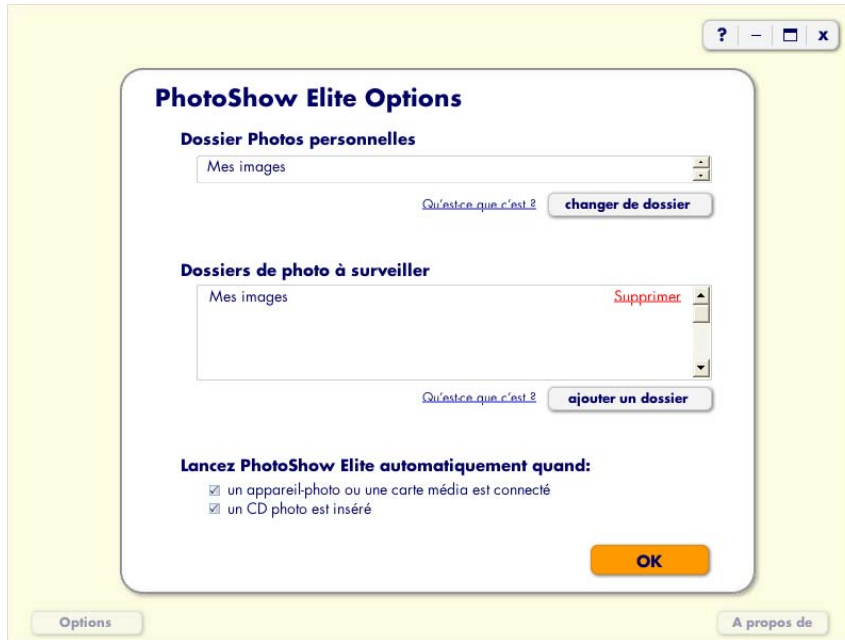 ? – x
PhotoShow Elite Options
Dossier Photos personnelles
Mes images
Qu'est-ce que c'est ? changer de dossier
Dossiers de photo à surveiller
Mes images Supprimer
Qu'est-ce que c'est ? ajouter un dossier
Lancez PhotoShow Elite automatiquement quand:
un appareil-photo ou une carte média est connecté
un CD photo est inséré
OK
Options A propos de